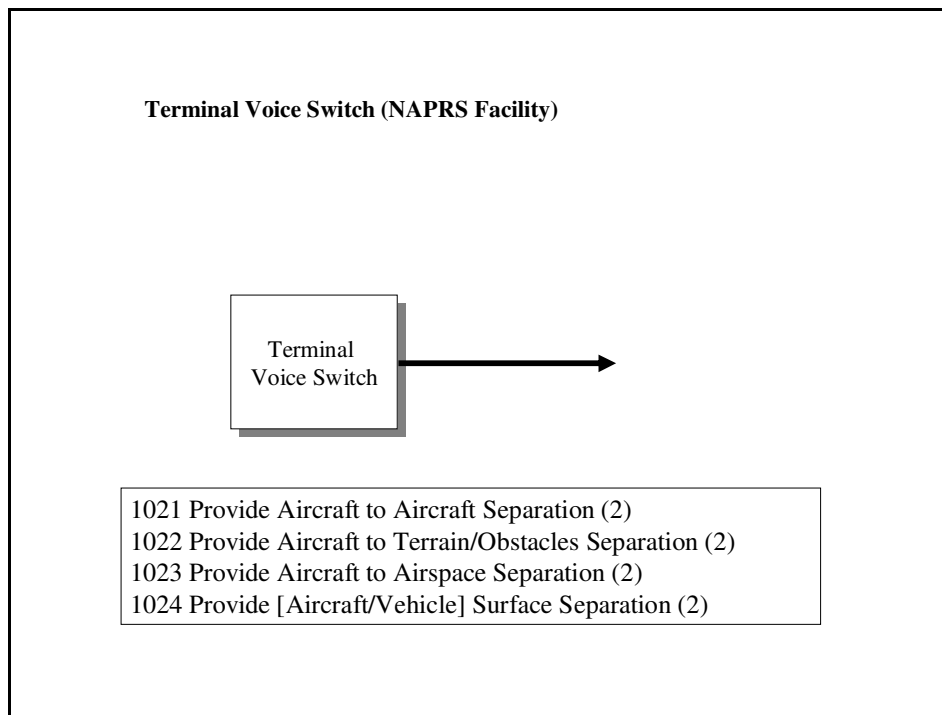 Terminal Voice Switch (NAPRS Facility)
Terminal
Voice Switch
1021 Provide Aircraft to Aircraft Separation (2)
1022 Provide Aircraft to Terrain/Obstacles Separation (2)
1023 Provide Aircraft to Airspace Separation (2)
1024 Provide [Aircraft/Vehicle] Surface Separation (2)